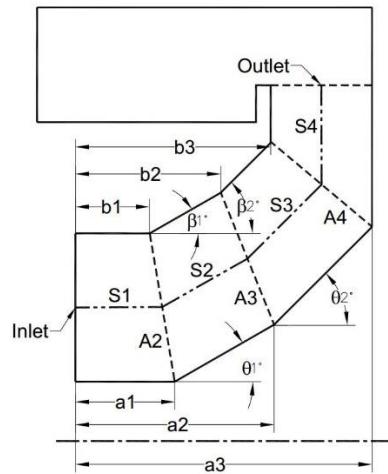 Outlet
S4
b3
b2
β2°
S3
b1
β1°
A4
S2
S1
A3
Inlet
A2
θ2°
θ1°
a1
a2
a3